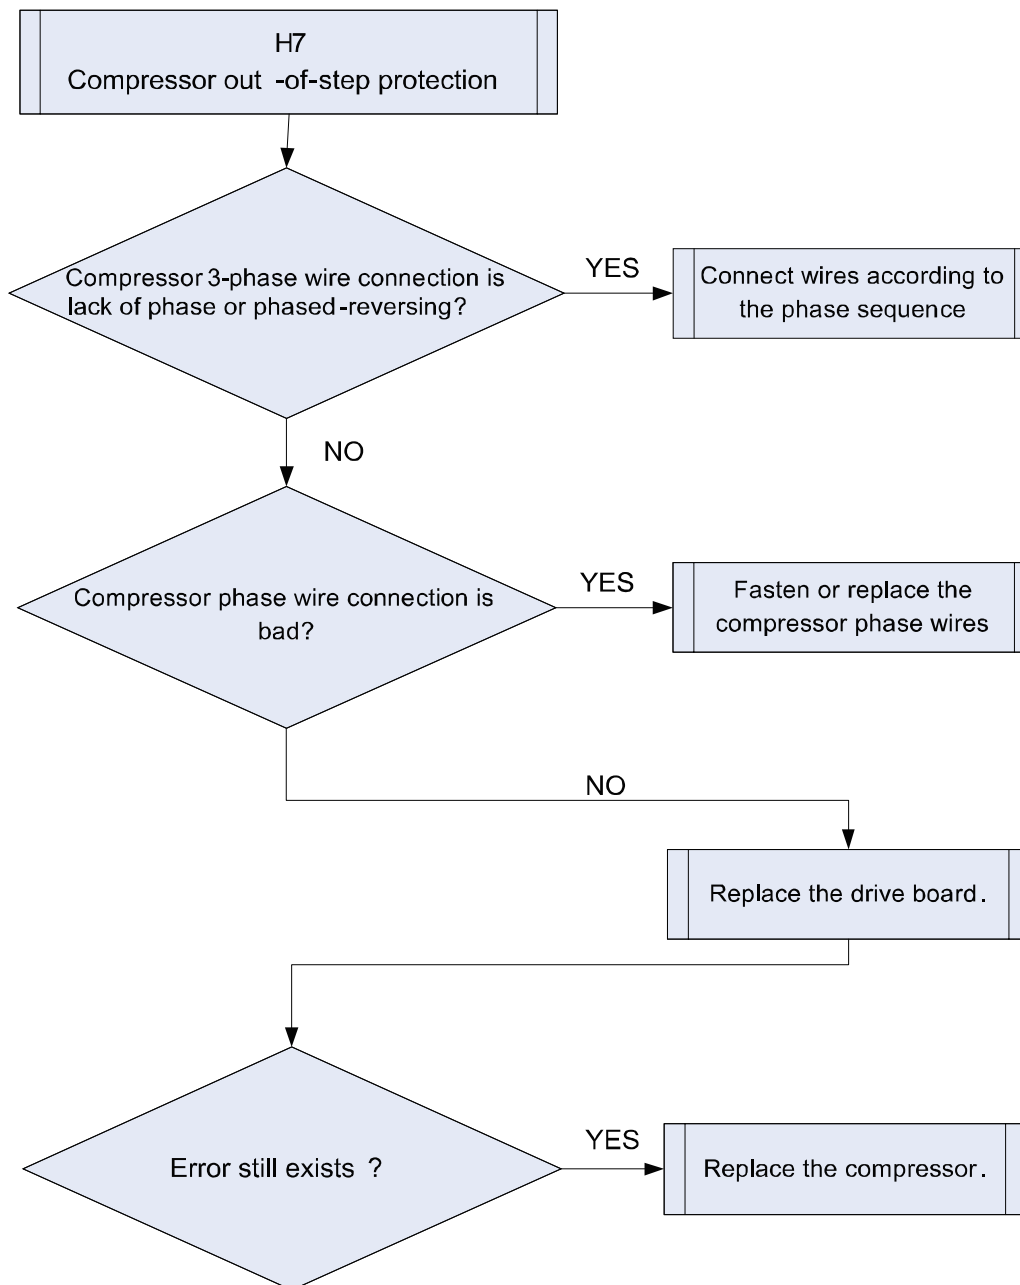 H7
Compressor out -of-step protection
Compressor 3-phase wire connection is
lack of phase or phased-reversing?
YES
Connect wires according to
the phase sequence
NO
Compressor phase wire connection is
bad?
YES
Fasten or replace the
compressor phase wires
NO
Replace the drive board.
Error still exists ?
YES
Replace the compressor.